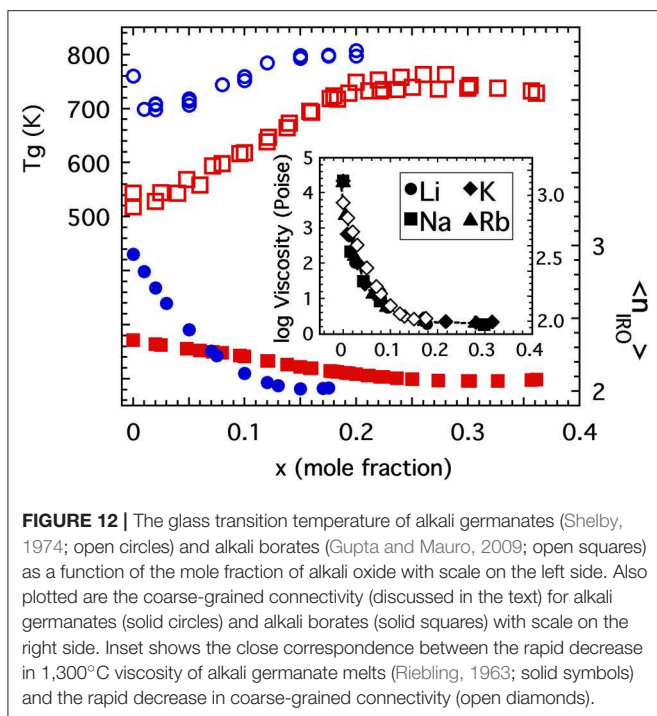 Tg (K)
800
700
600
500
log Viscosity (Poise)
5
4
3
2
1
0
Li
K
Na
Rb
3.0
2.5
2.0
0
0.1
0.2
0.3
0.4
3
2
<n_IRO>
0
0.1
0.2
0.3
0.4
x (mole fraction)
FIGURE 12 | The glass transition temperature of alkali germanates (Shelby,
1974; open circles) and alkali borates (Gupta and Mauro, 2009; open squares)
as a function of the mole fraction of alkali oxide with scale on the left side. Also
plotted are the coarse-grained connectivity (discussed in the text) for alkali
germanates (solid circles) and alkali borates (solid squares) with scale on the
right side. Inset shows the close correspondence between the rapid decrease
in 1,300°C viscosity of alkali germanate melts (Riebling, 1963; solid symbols)
and the rapid decrease in coarse-grained connectivity (open diamonds).